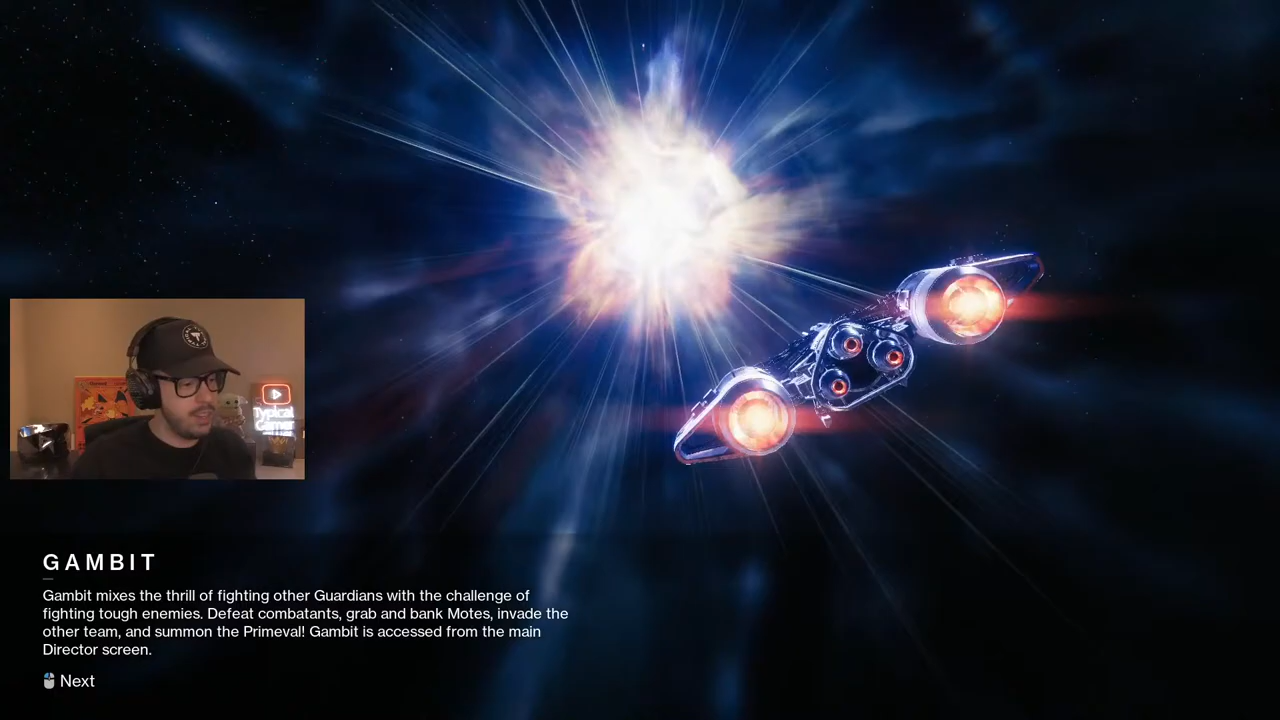 Typical
Gamer
GAMBIT
Gambit mixes the thrill of fighting other Guardians with the challenge of
fighting tough enemies. Defeat combatants, grab and bank Motes, invade the
other team, and summon the Primeval! Gambit is accessed from the main
Director screen.
Next